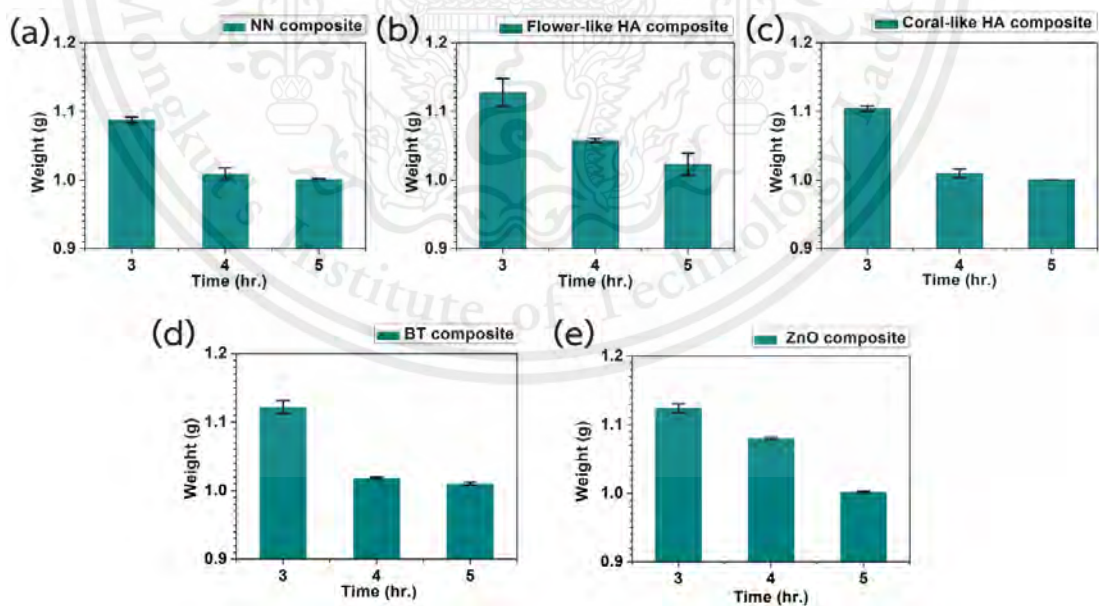 (a)
NN composite
1.2
1.1
1.0
0.9
Weight (g)
3 4 5
Time (hr.)
(b)
Flower-like HA composite
1.2
1.1
1.0
0.9
Weight (g)
3 4 5
Time (hr.)
(c)
Coral-like HA composite
1.2
1.1
1.0
0.9
Weight (g)
3 4 5
Time (hr.)
(d)
BT composite
1.2
1.1
1.0
0.9
Weight (g)
3 4 5
Time (hr.)
(e)
ZnO composite
1.2
1.1
1.0
0.9
Weight (g)
3 4 5
Time (hr.)
Institute of Technology